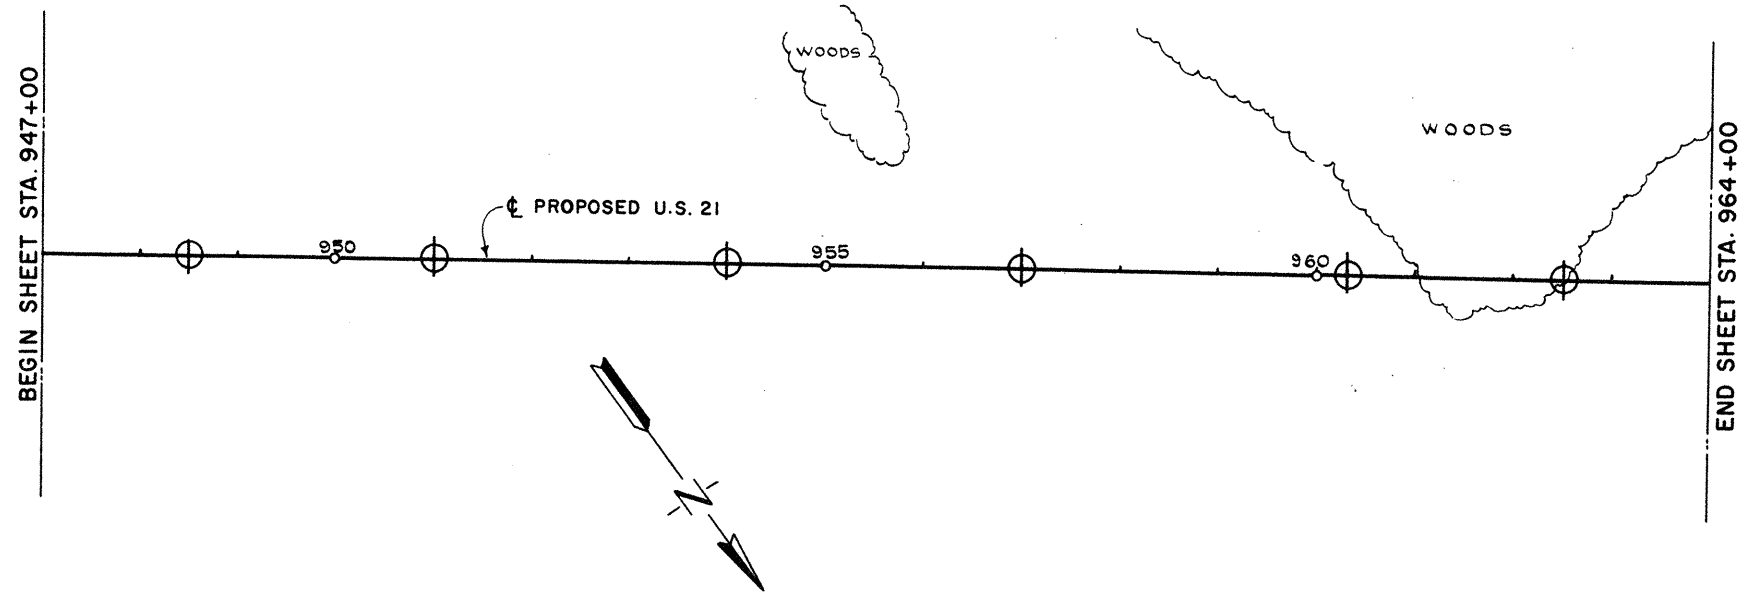 BEGIN SHEET STA. 947+00
WOODS
WOODS
END SHEET STA. 964+00
℄ PROPOSED U.S. 21
950
955
960
N